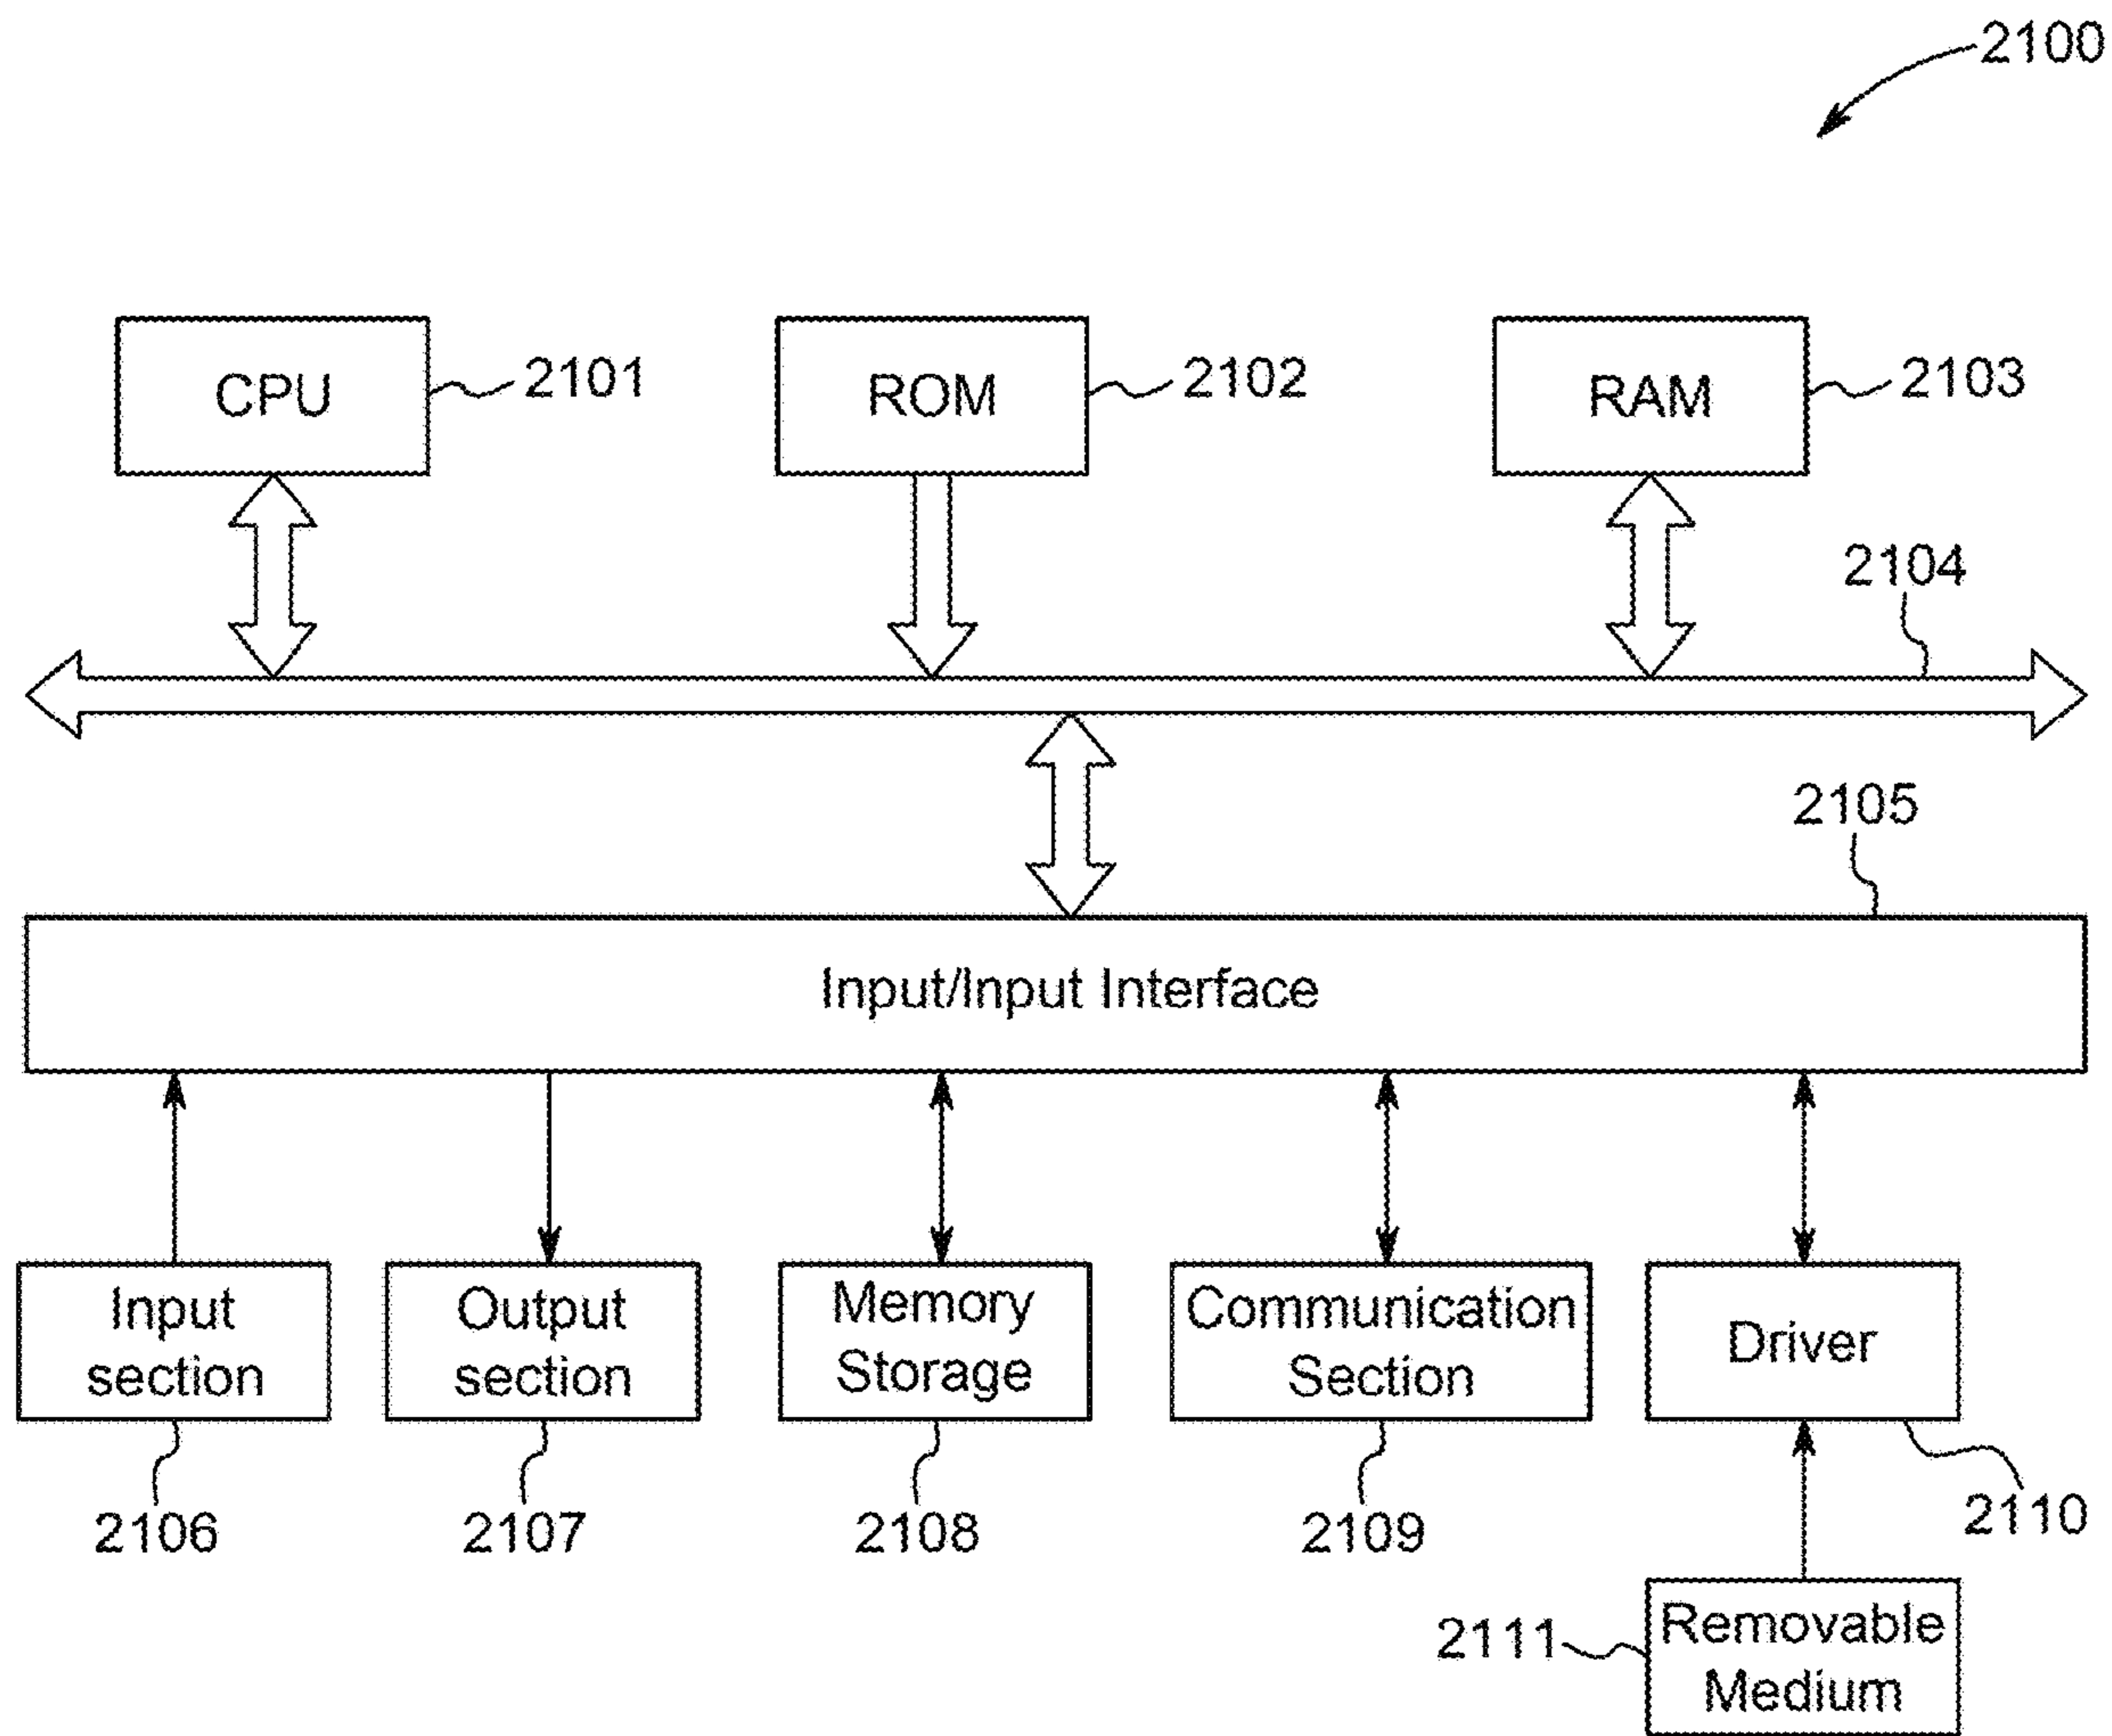 2100
CPU
2101
ROM
2102
RAM
2103
2104
2105
Input/Input Interface
Input
section
Output
section
Memory
Storage
Communication
Section
Driver
2106
2107
2108
2109
2110
2111
Removable
Medium